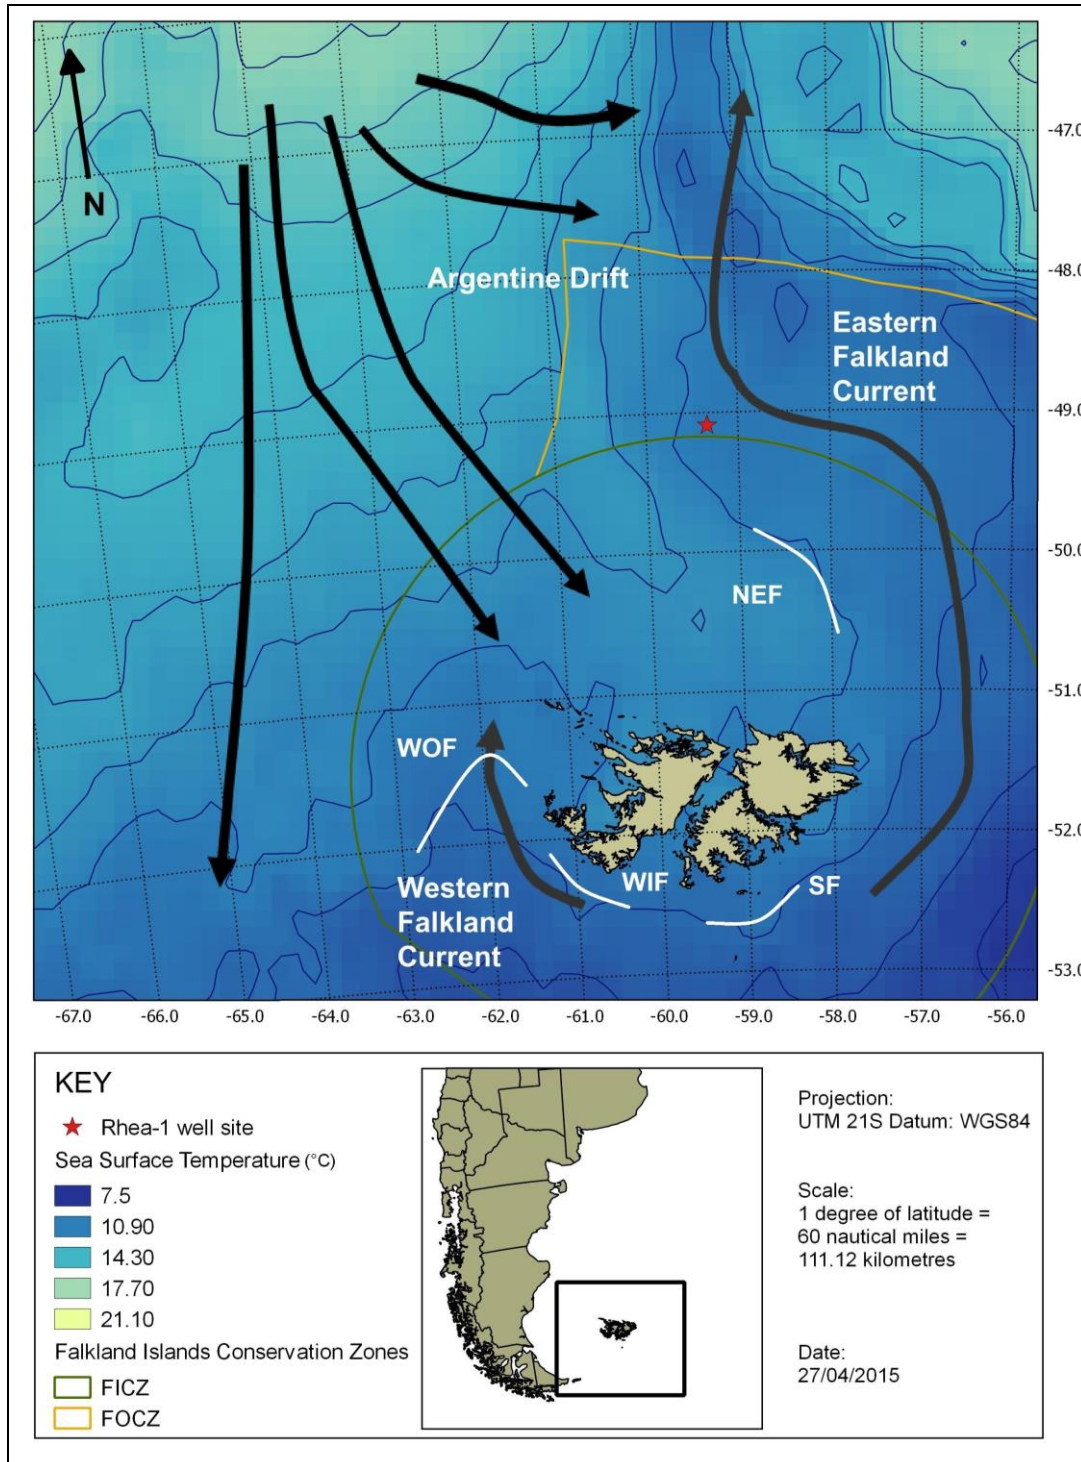 N
Argentine Drift
Eastern
Falkland
Current
NEF
WOF
WIF
SF
Western
Falkland
Current
-47.0
-48.0
-49.0
-50.0
-51.0
-52.0
-53.0
-67.0 -66.0 -65.0 -64.0 -63.0 -62.0 -61.0 -60.0 -59.0 -58.0 -57.0 -56.0
KEY
Rhea-1 well site
Sea Surface Temperature (°C)
7.5
10.90
14.30
17.70
21.10
Falkland Islands Conservation Zones
FICZ
FOCZ
Projection:
UTM 21S Datum: WGS84
Scale:
1 degree of latitude =
60 nautical miles =
111.12 kilometres
Date:
27/04/2015